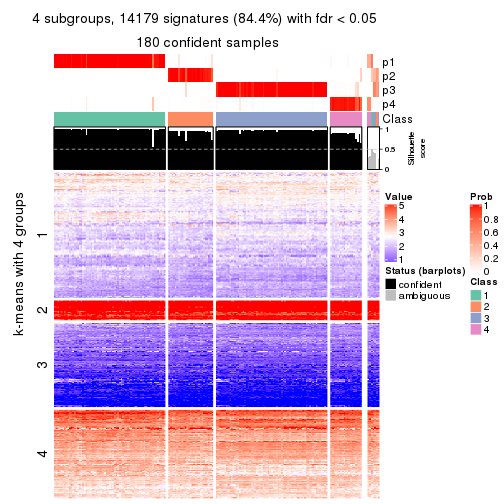 4 subgroups, 14179 signatures (84.4%) with fdr < 0.05
180 confident samples
p1
p2
p3
p4
Class
1
0.5
0
Silhouette
score
k-means with 4 groups
1
2
3
4
Value
5
4
3
2
1
Status (barplots)
confident
ambiguous
Prob
1
0.8
0.6
0.4
0.2
0
Class
1
2
3
4